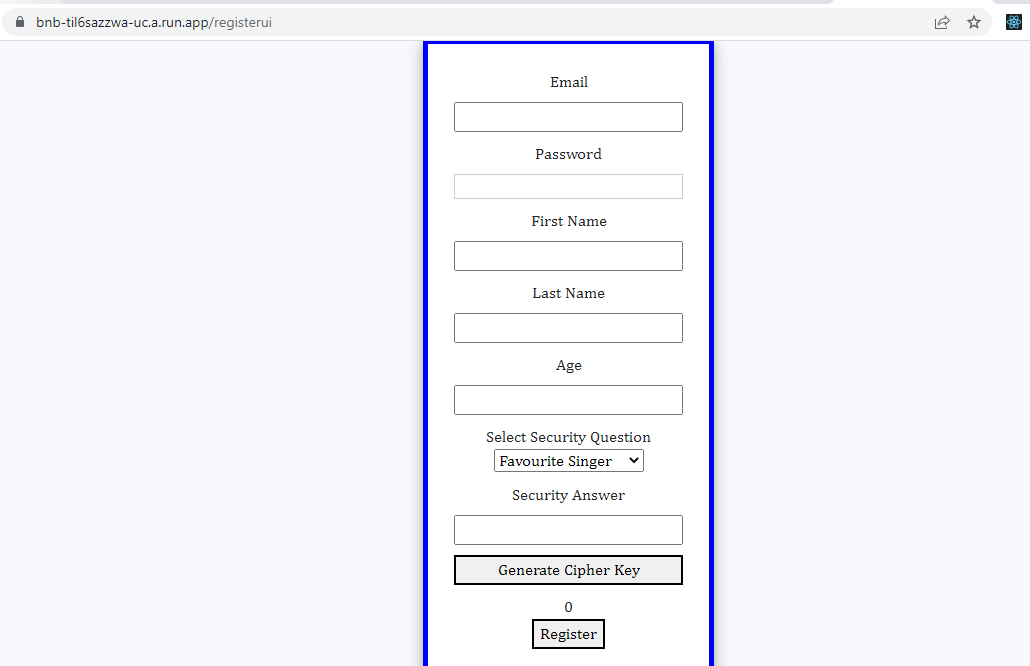 bnb-til6sazzwa-uc.a.run.app/registerui
Email
Password
First Name
Last Name
Age
Select Security Question
Favourite Singer
Security Answer
Generate Cipher Key
0
Register